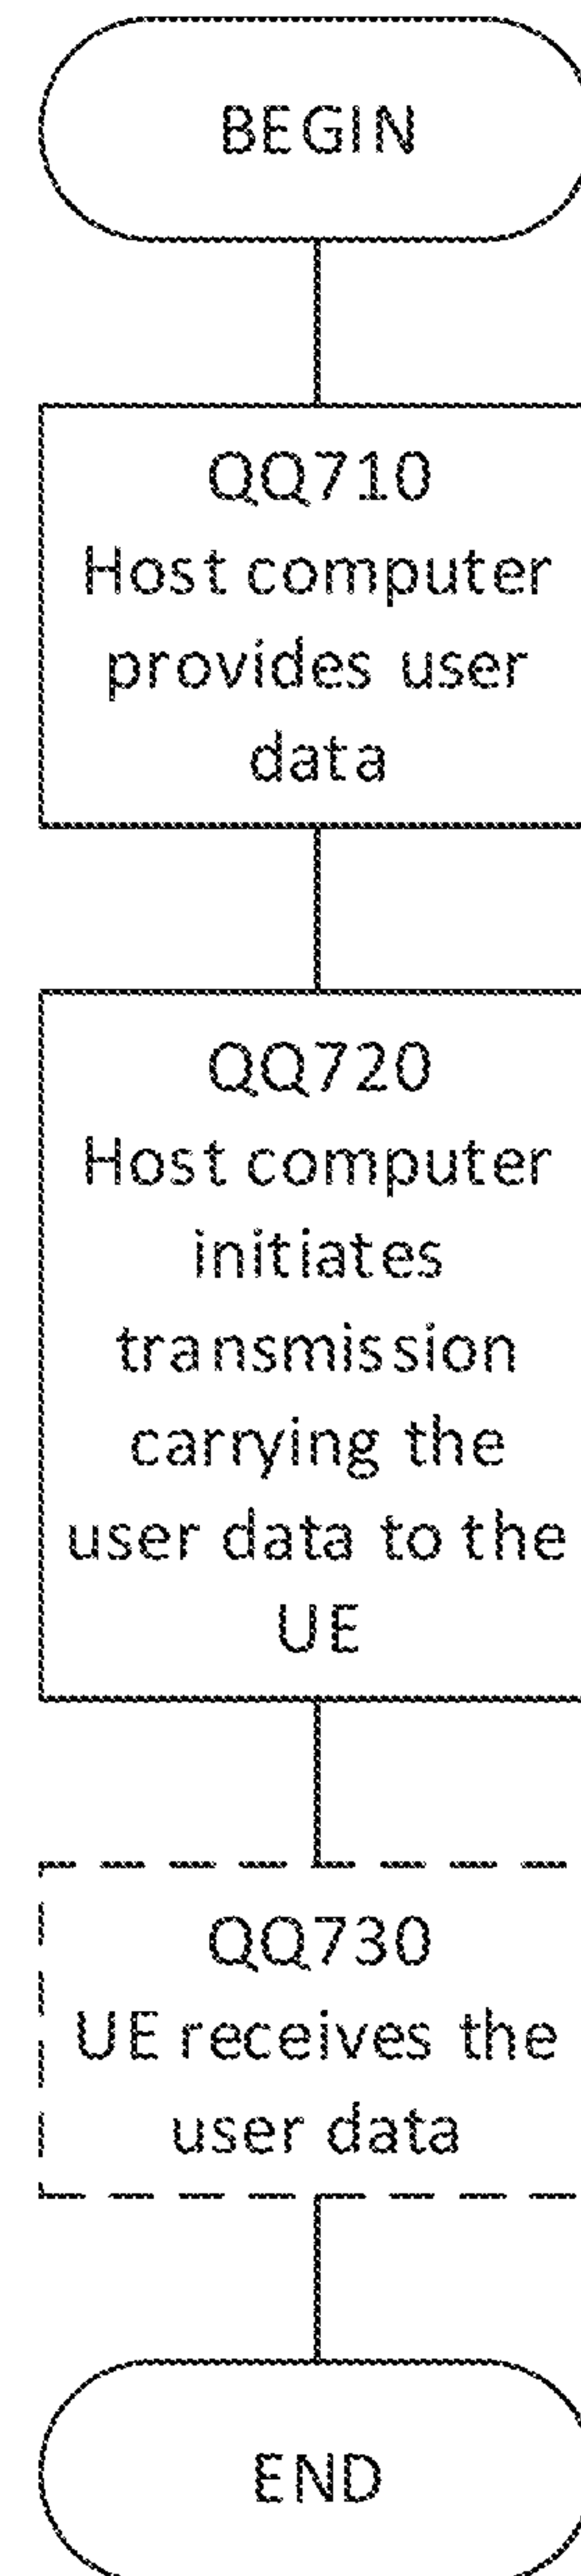 BEGIN
QQ710
Host computer
provides user
data
QQ720
Host computer
initiates
transmission
carrying the
user data to the
UE
QQ730
UE receives the
user data
END